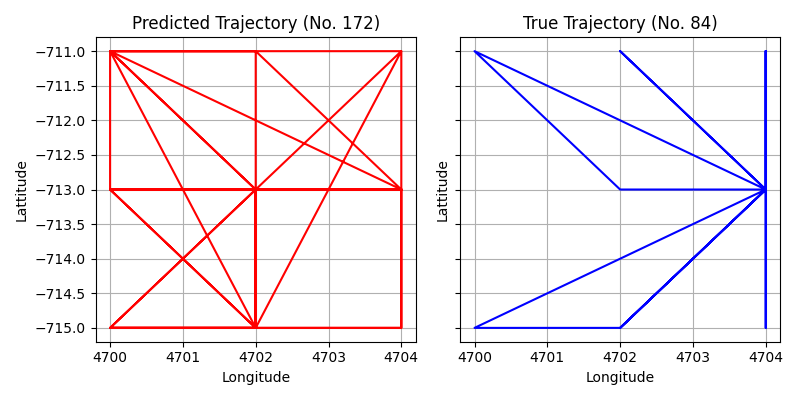 Predicted Trajectory (No. 172)
True Trajectory (No. 84)
Lattitude
−711.0
−711.5
−712.0
−712.5
−713.0
−713.5
−714.0
−714.5
−715.0
4700 4701 4702 4703 4704
Longitude
Lattitude
4700 4701 4702 4703 4704
Longitude